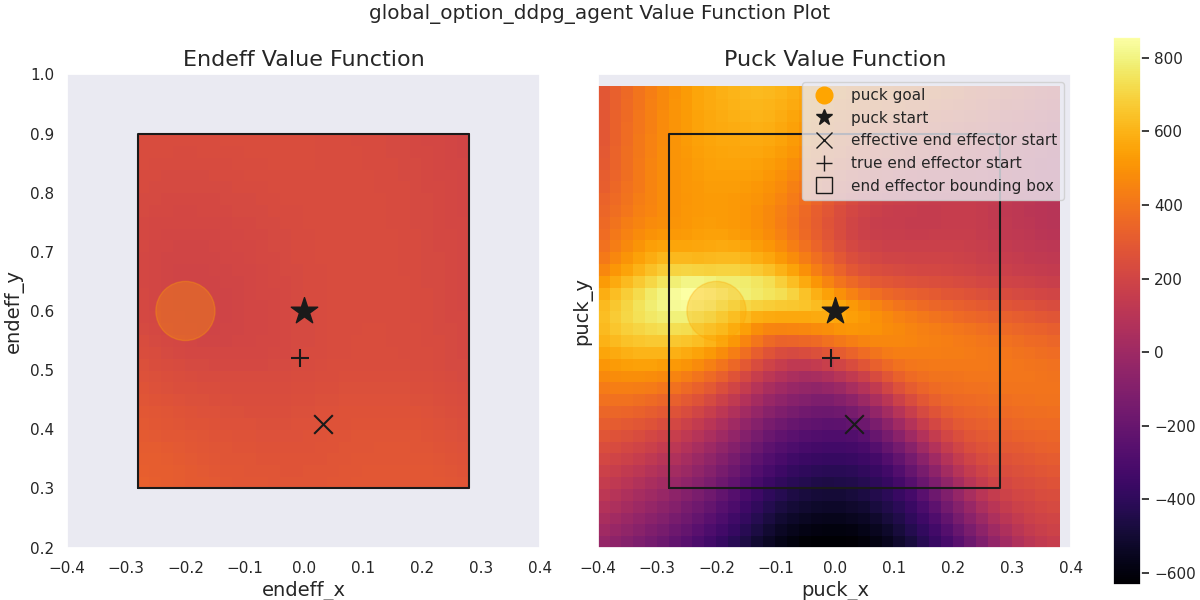 global_option_ddpg_agent Value Function Plot
Endeff Value Function
1.0
0.9
0.8
0.7
0.6
0.5
0.4
0.3
0.2
endeff_y
−0.4 −0.3 −0.2 −0.1 0.0 0.1 0.2 0.3 0.4
endeff_x
Puck Value Function
puck goal
puck start
effective end effector start
true end effector start
end effector bounding box
puck_y
−0.4 −0.3 −0.2 −0.1 0.0 0.1 0.2 0.3 0.4
puck_x
800
600
400
200
0
−200
−400
−600